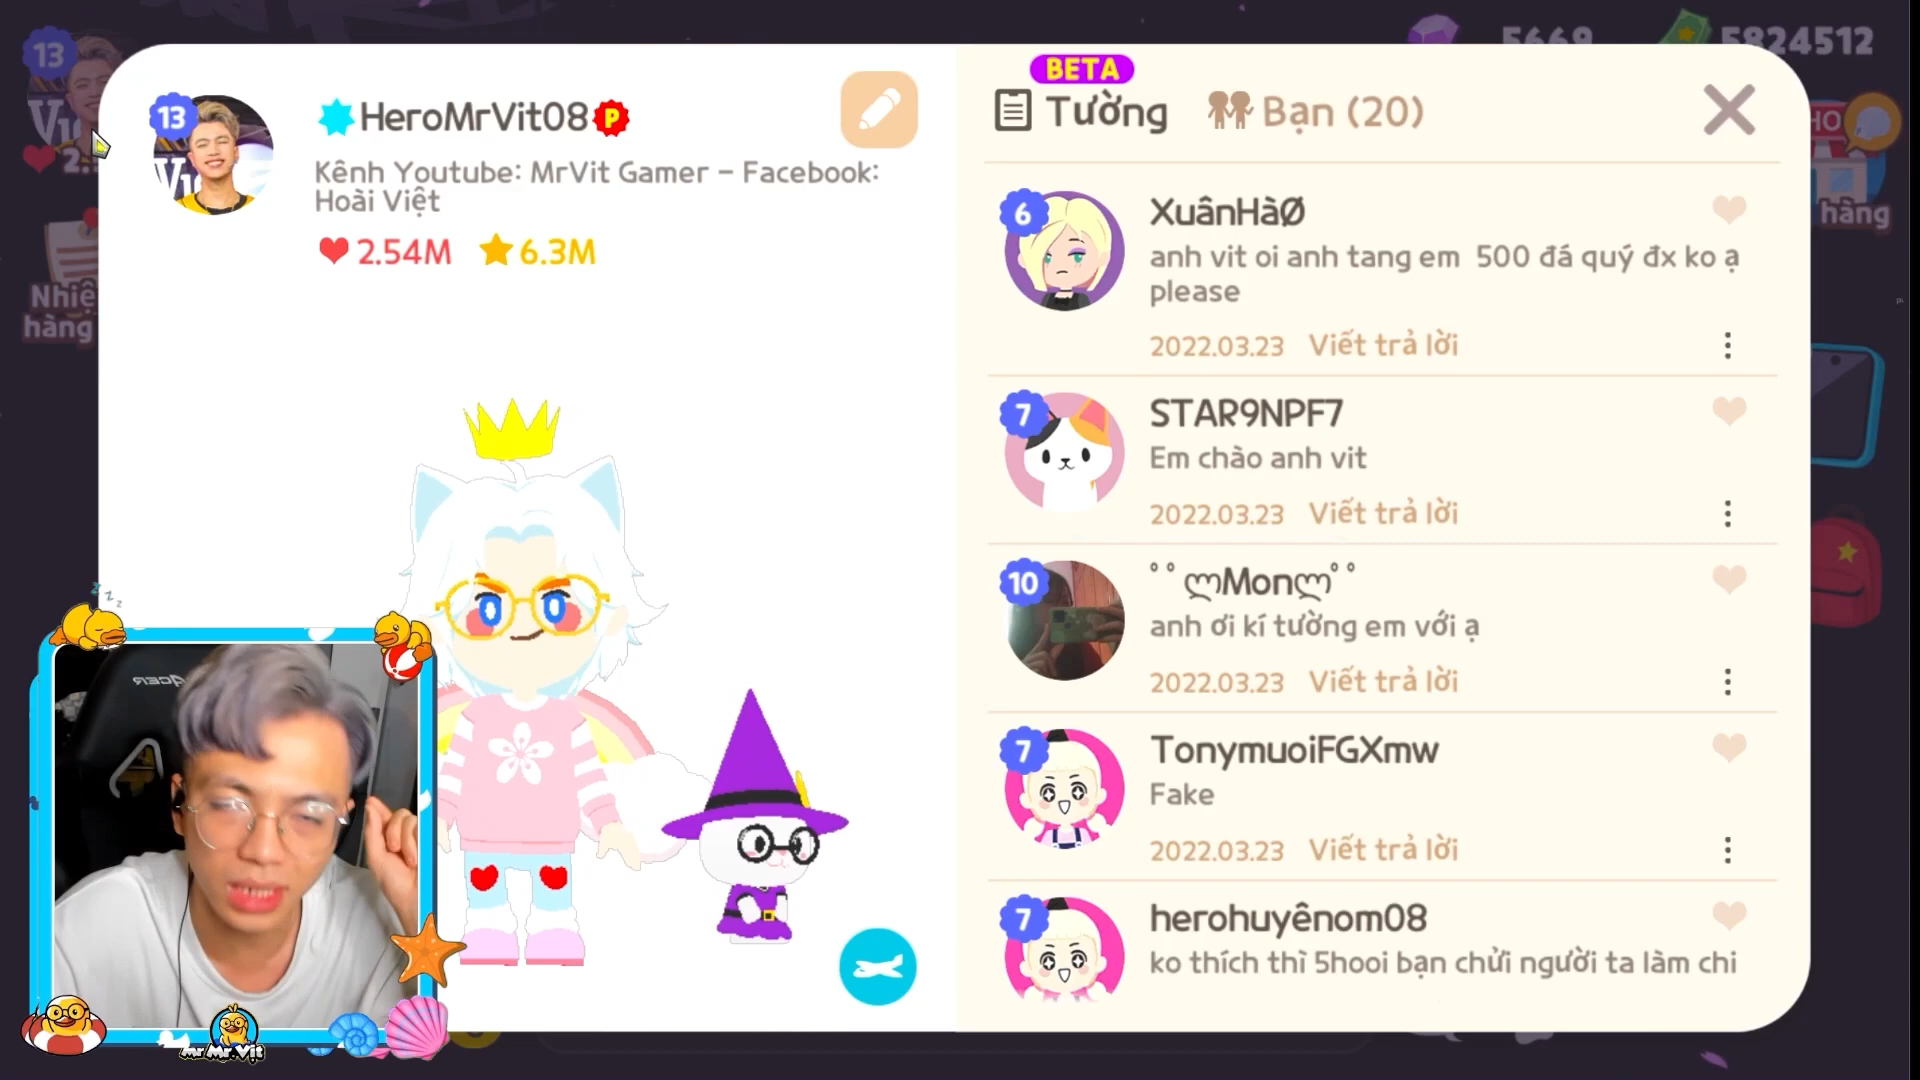 13
5669
5824512
13
HeroMrVit08
P
Kênh Youtube: MrVit Gamer - Facebook:
Hoài Việt
2.54M
6.3M
Nhiệ
hàng
hàng
BETA
Tường
Bạn (20)
6
XuânHàØ
anh vit oi anh tang em 500 đá quý đx ko ạ
please
2022.03.23 Viết trả lời
7
STAR9NPF7
Em chào anh vit
2022.03.23 Viết trả lời
10
˚˚ღMonღ˚˚
anh ơi kí tường em với ạ
2022.03.23 Viết trả lời
7
TonymuoiFGXmw
Fake
2022.03.23 Viết trả lời
7
herohuyênom08
ko thích thì 5hooi bạn chửi người ta làm chi
Mr.Vịt